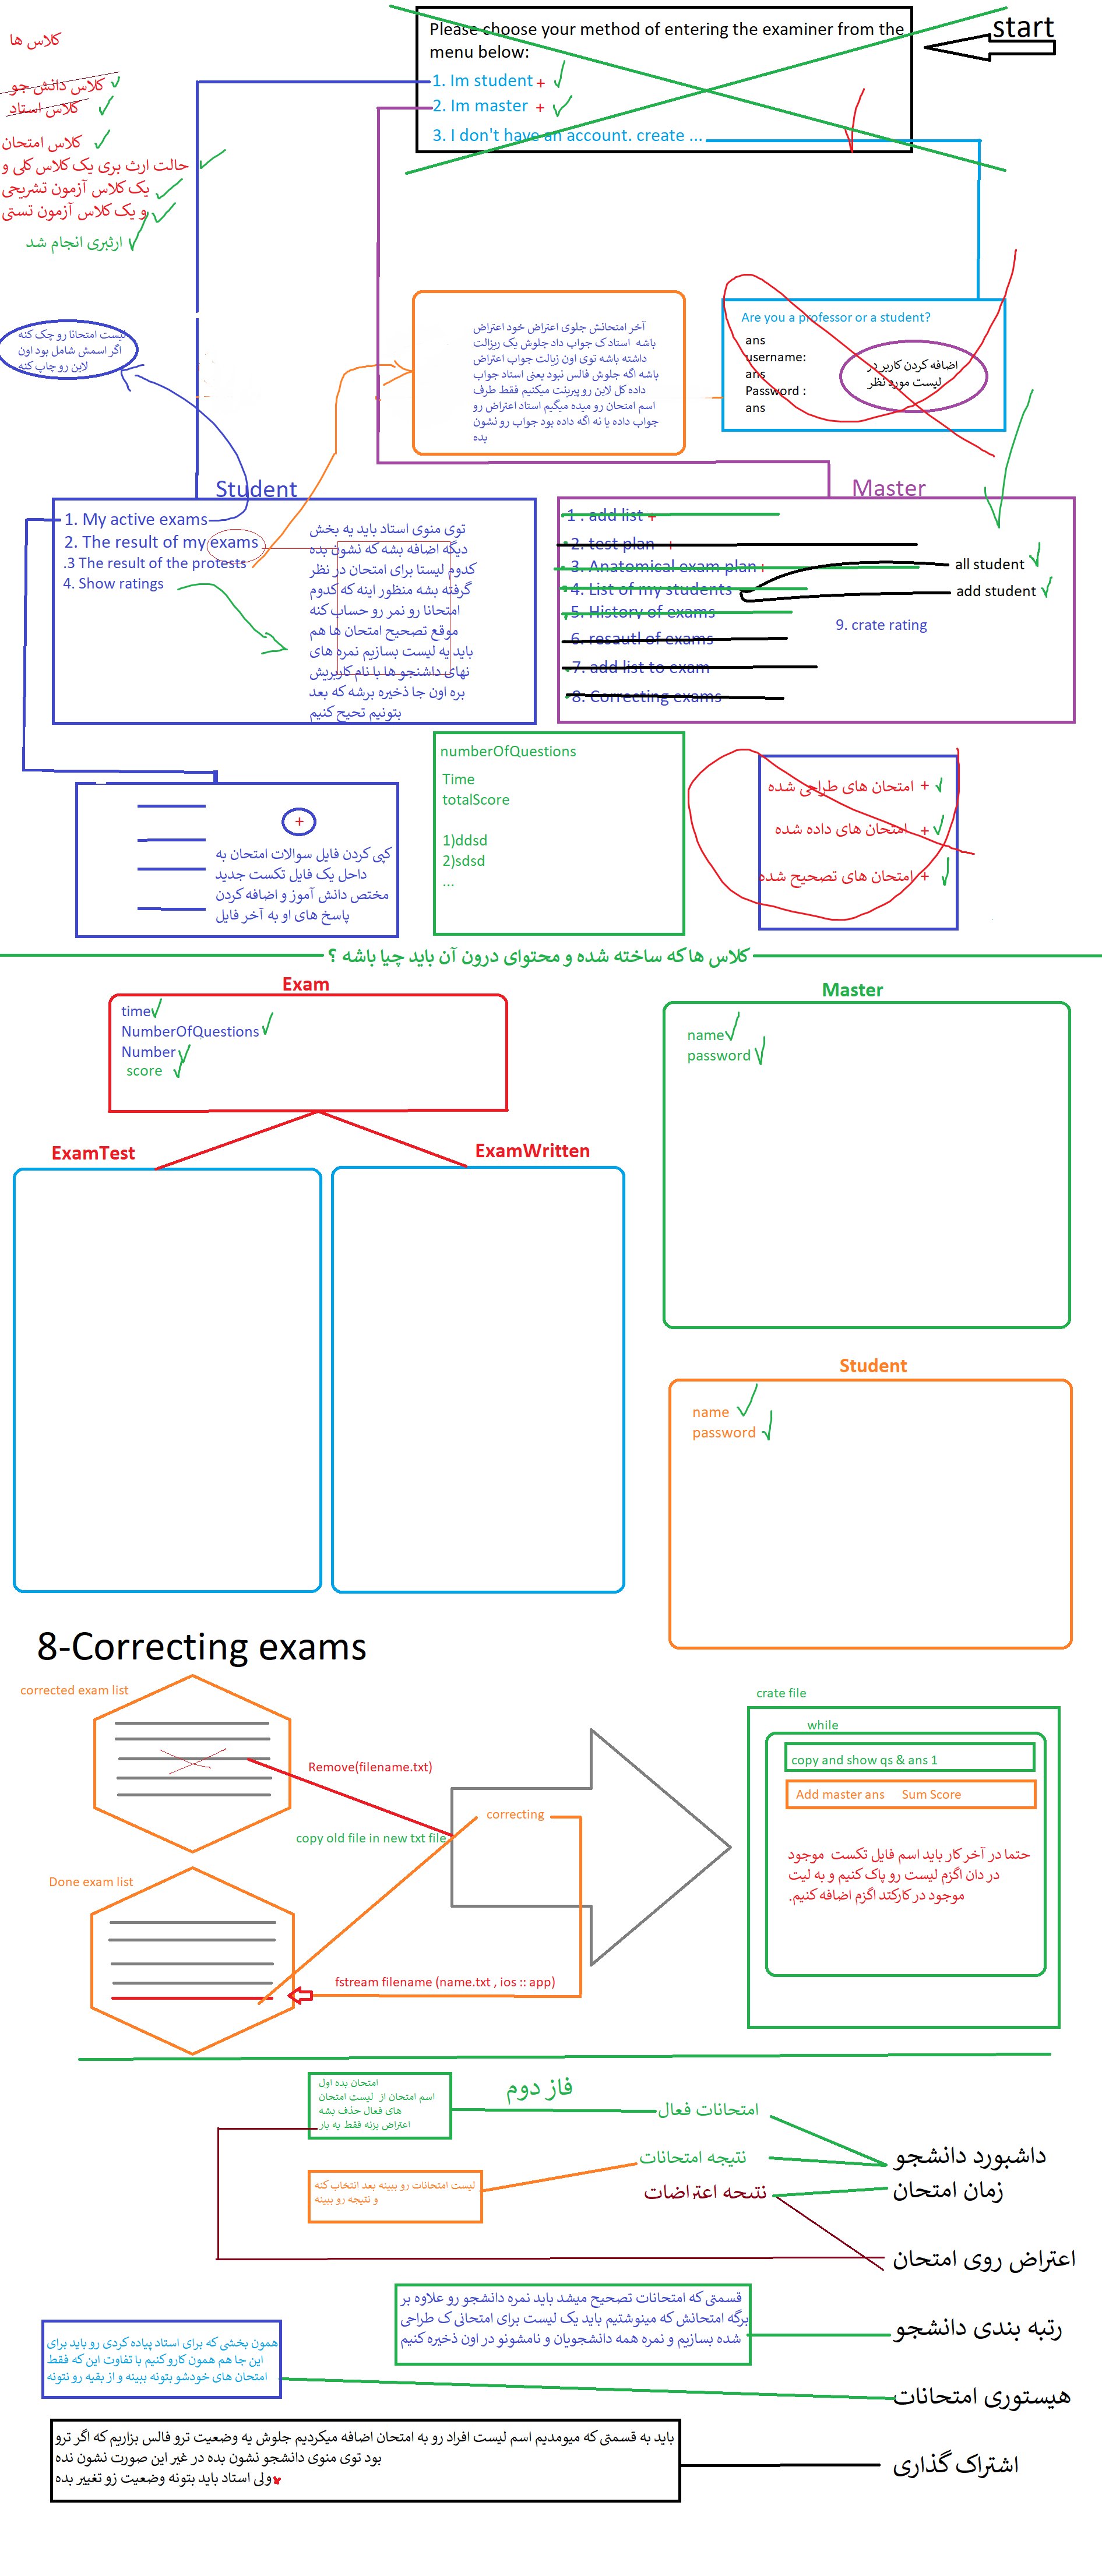 start
Please choose your method of entering the examiner from the
menu below:
1. Im student +
2. Im master +
3. I don't have an account. create ...
کلاس ها
کلاس دانش جو
کلاس استاد
کلاس امتحان
حالت ارث بری یک کلاس کلی و
یک کلاس آزمون تشریحی
و یک کلاس آزمون تستی
ارثبری انجام شد
لیست امتحانا رو چک کنه
اگر اسمش شامل بود اون
لاین رو چاپ کنه
آخر امتحانش جلوی اعتراض خود اعتراض
باشه استاد ک جواب داد جلوش یک ریزالت
داشته باشه توی اون زبالت جواب اعتراض
باشه اگه جلوش فالس نبود یعنی استاد جواب
داده کل لاین رو پیرینت میکنیم فقط طرف
اسم امتحان رو میده میگیم استاد اعتراض رو
جواب داده یا نه اگه داده بود جواب رو نشون
بده
Are you a professor or a student?
ans
username:
ans
Password :
ans
اضافه کردن کاربر در
لیست مورد نظر
Student
1. My active exams
2. The result of my exams
.3 The result of the protests
4. Show ratings
توی منوی استاد باید یه بخش
دیگه اضافه بشه که نشون بده
کدوم لیستا برای امتحان در نظر
گرفته بشه منظور اینه که کدوم
امتحانا رو نمر رو حساب کنه
موقع تصحیح امتحان ها هم
باید یه لیست بسازیم نمره های
نهای داشنجو ها با نام کاربریش
بره اون جا ذخیره برشه که بعد
بتونیم تحیح کنیم
Master
1 . add list +
2. test plan +
3. Anatomical exam plan +
4. List of my students
5. History of exams
6. resautl of exams
7. add list to exam
8. Correcting exams
all student
add student
9. crate rating
+
کپی کردن فایل سوالات امتحان به
داخل یک فایل تکست جدید
مختص دانش آموز و اضافه کردن
پاسخ های او به آخر فایل
numberOfQuestions
Time
totalScore
1)ddsd
2)sdsd
...
امتحان های طراحی شده +
امتحان های داده شده +
امتحان های تصحیح شده +
کلاس ها که ساخته شده و محتوای درون آن باید چیا باشه ؟
Exam
time
NumberOfQuestions
Number
score
ExamTest
ExamWritten
Master
name
password
Student
name
password
8-Correcting exams
corrected exam list
Remove(filename.txt)
copy old file in new txt file
correcting
Done exam list
fstream filename (name.txt , ios :: app)
crate file
while
copy and show qs & ans 1
Add master ans Sum Score
حتما در آخر کار باید اسم فایل تکست موجود
در دان اگزم لیست رو پاک کنیم و به لیت
موجود در کارکتد اگزم اضافه کنیم.
فاز دوم
امتحان بده اول
اسم امتحان از لیست امتحان
های فعال حذف بشه
اعتراض بزنه فقط یه بار
امتحانات فعال
نتیجه امتحانات
نتیحه اعتراضات
لیست امتحانات رو ببینه بعد انتخاب کنه
و نتیجه رو ببینه
داشبورد دانشجو
زمان امتحان
اعتراض روی امتحان
قسمتی که امتحانات تصحیح میشد باید نمره دانشجو رو علاوه بر
برگه امتحانش که مینوشتیم باید یک لیست برای امتحانی ک طراحی
شده بسازیم و نمره همه دانشجویان و نامشونو در اون ذخیره کنیم
رتبه بندی دانشجو
همون بخشی که برای استاد پیاده کردی رو باید برای
این جا هم همون کارو کنیم با تفاوت این که فقط
امتحان های خودشو بتونه ببینه و از بقیه رو نتونه
هیستوری امتحانات
باید به قسمتی که میومدیم اسم لیست افراد رو به امتحان اضافه میکردیم جلوش یه وضعیت ترو فالس بزاریم که اگر ترو
بود توی منوی دانشجو نشون بده در غیر این صورت نشون نده
ولی استاد باید بتونه وضعیت رو تغییر بده
اشتراک گذاری